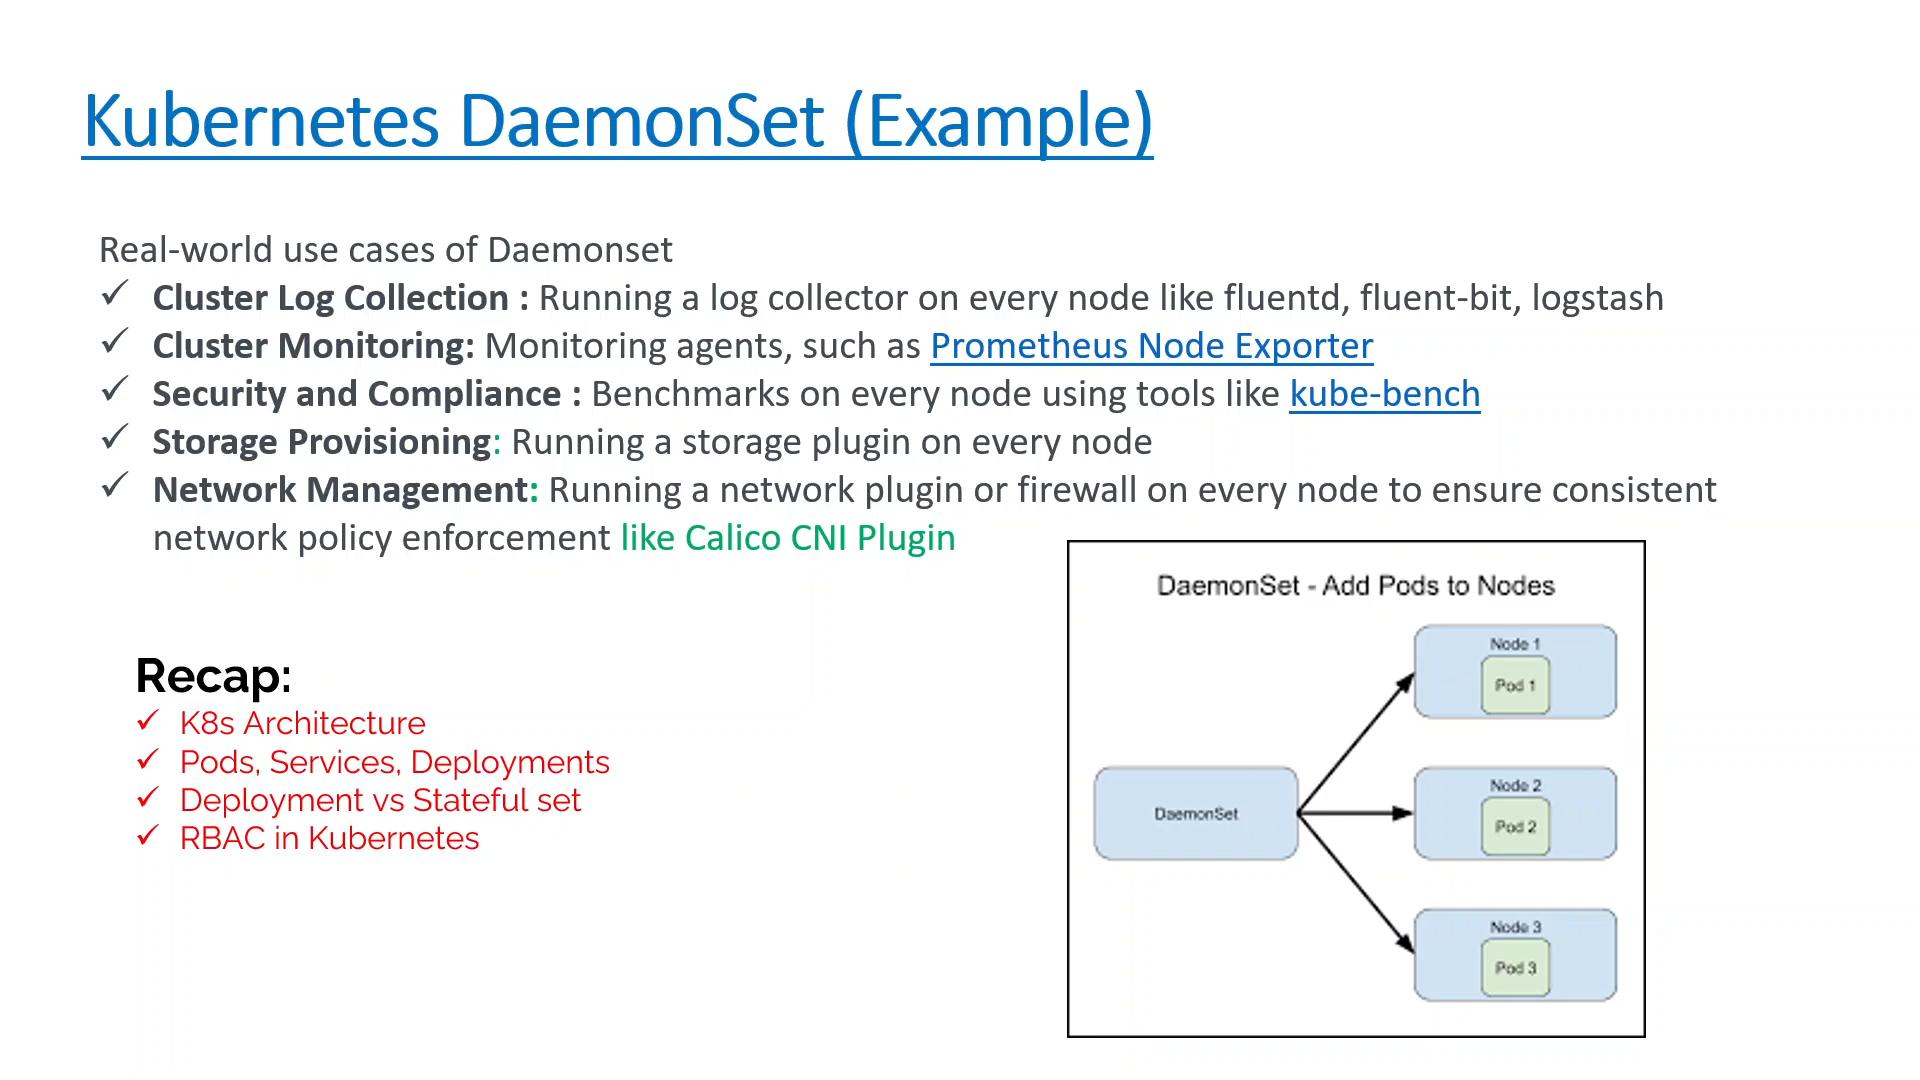 Kubernetes DaemonSet (Example)
Real-world use cases of Daemonset
✓ Cluster Log Collection : Running a log collector on every node like fluentd, fluent-bit, logstash
✓ Cluster Monitoring: Monitoring agents, such as Prometheus Node Exporter
✓ Security and Compliance : Benchmarks on every node using tools like kube-bench
✓ Storage Provisioning: Running a storage plugin on every node
✓ Network Management: Running a network plugin or firewall on every node to ensure consistent
network policy enforcement like Calico CNI Plugin
Recap:
✓ K8s Architecture
✓ Pods, Services, Deployments
✓ Deployment vs Stateful set
✓ RBAC in Kubernetes
DaemonSet - Add Pods to Nodes
DaemonSet
Node 1
Pod 1
Node 2
Pod 2
Node 3
Pod 3